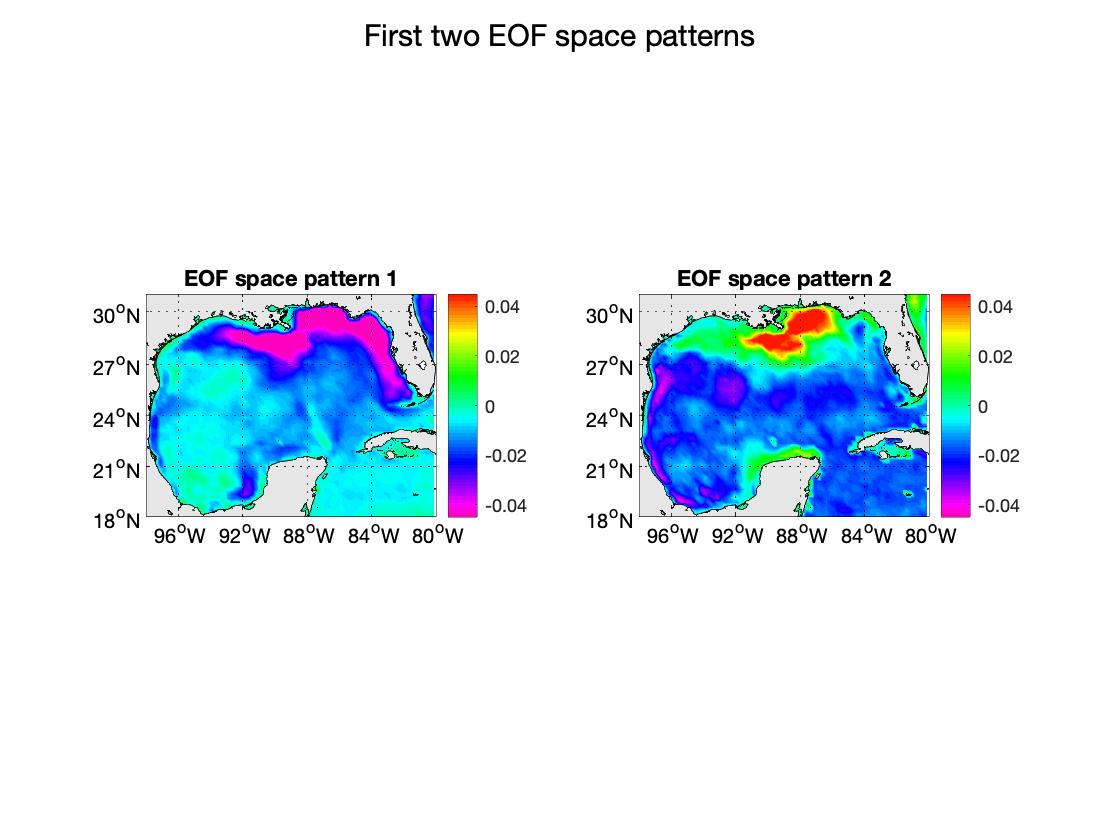 First two EOF space patterns
EOF space pattern 1
30°N
27°N
24°N
21°N
18°N
96°W 92°W 88°W 84°W 80°W
0.04
0.02
0
-0.02
-0.04
EOF space pattern 2
30°N
27°N
24°N
21°N
18°N
96°W 92°W 88°W 84°W 80°W
0.04
0.02
0
-0.02
-0.04